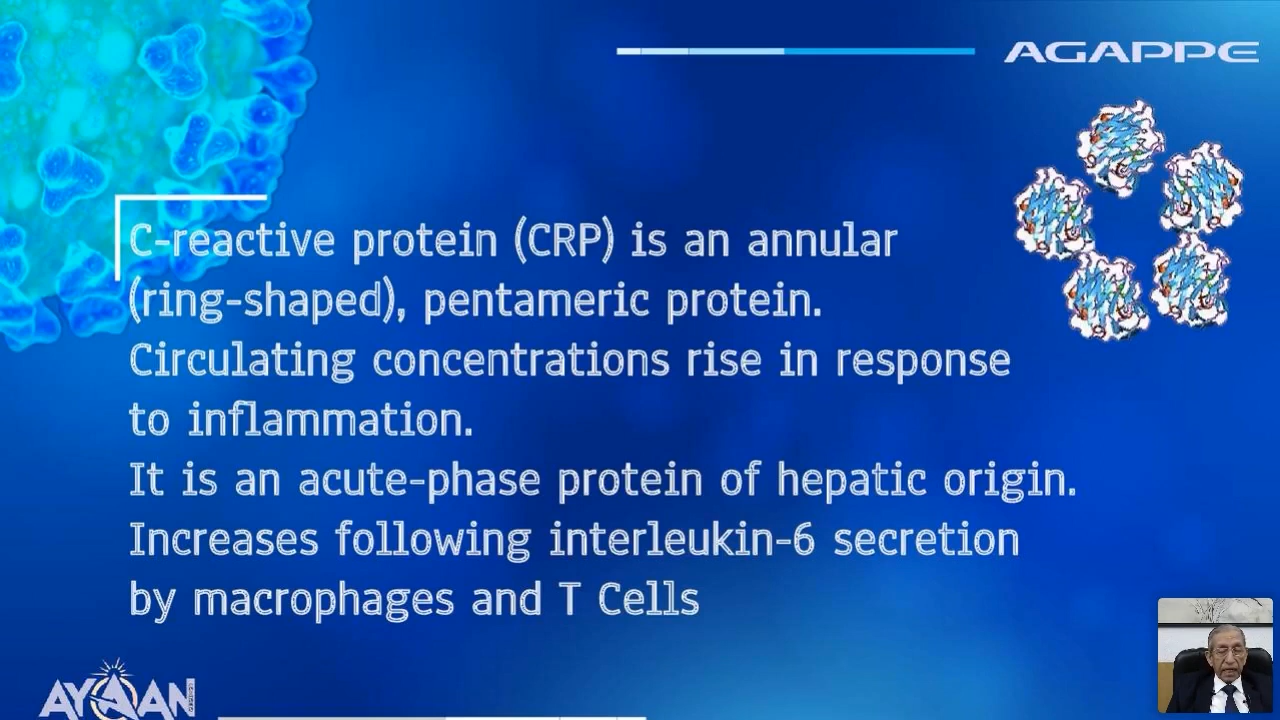 AGAPPE
C-reactive protein (CRP) is an annular
(ring-shaped), pentameric protein.
Circulating concentrations rise in response
to inflammation.
It is an acute-phase protein of hepatic origin.
Increases following interleukin-6 secretion
by macrophages and T Cells
AYAAN